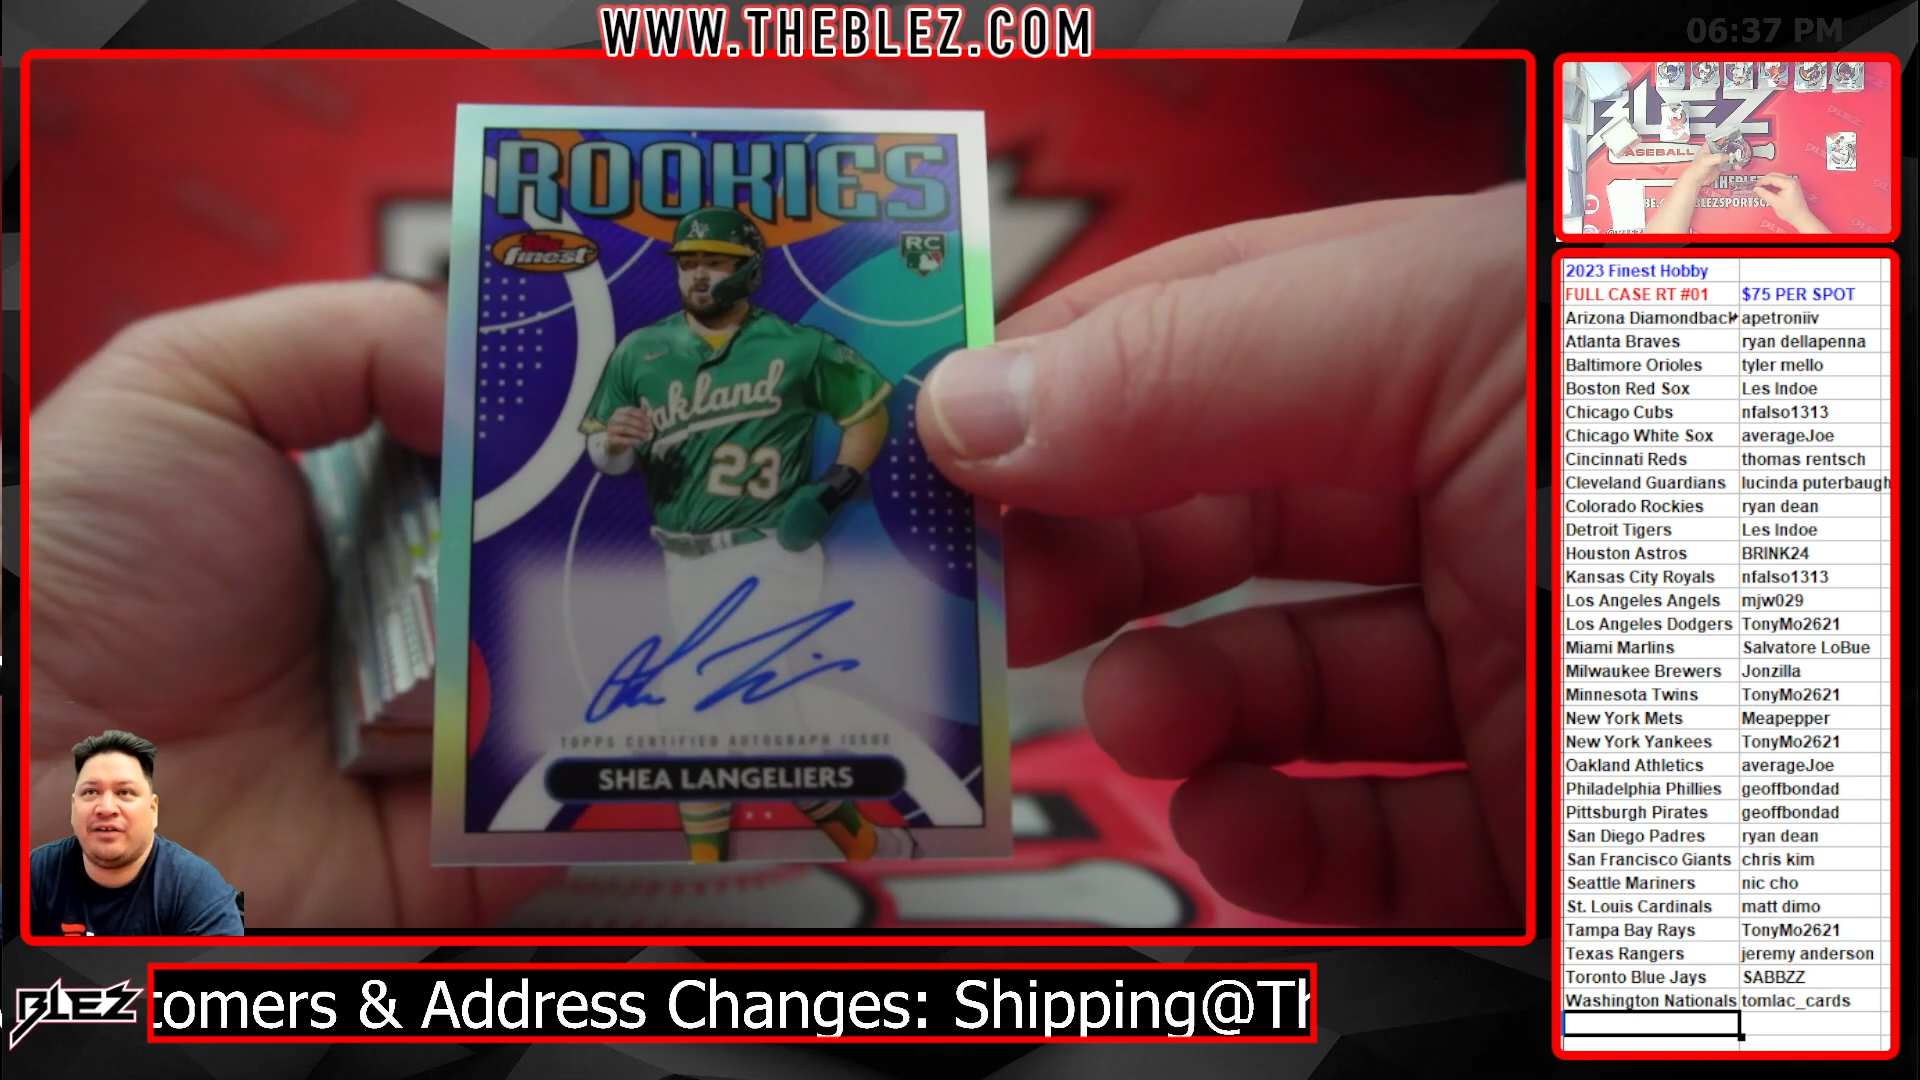 WWW.THEBLEZ.COM
06:37 PM
ROOKIES
Topps
finest
RC
A's
Oakland
23
TOPPS CERTIFIED AUTOGRAPH ISSUE
SHEA LANGELIERS
BLEZ
ASEBALL
2023 Finest Hobby
FULL CASE RT #01 $75 PER SPOT
Arizona Diamondback apetroniiv
Atlanta Braves ryan dellapenna
Baltimore Orioles tyler mello
Boston Red Sox Les Indoe
Chicago Cubs nfalso1313
Chicago White Sox averageJoe
Cincinnati Reds thomas rentsch
Cleveland Guardians lucinda puterbaugh
Colorado Rockies ryan dean
Detroit Tigers Les Indoe
Houston Astros BRINK24
Kansas City Royals nfalso1313
Los Angeles Angels mjw029
Los Angeles Dodgers TonyMo2621
Miami Marlins Salvatore LoBue
Milwaukee Brewers Jonzilla
Minnesota Twins TonyMo2621
New York Mets Meapepper
New York Yankees TonyMo2621
Oakland Athletics averageJoe
Philadelphia Phillies geoffbondad
Pittsburgh Pirates geoffbondad
San Diego Padres ryan dean
San Francisco Giants chris kim
Seattle Mariners nic cho
St. Louis Cardinals matt dimo
Tampa Bay Rays TonyMo2621
Texas Rangers jeremy anderson
Toronto Blue Jays SABBZZ
Washington Nationals tomlac_cards
BLEZ
tomers & Address Changes: Shipping@Th